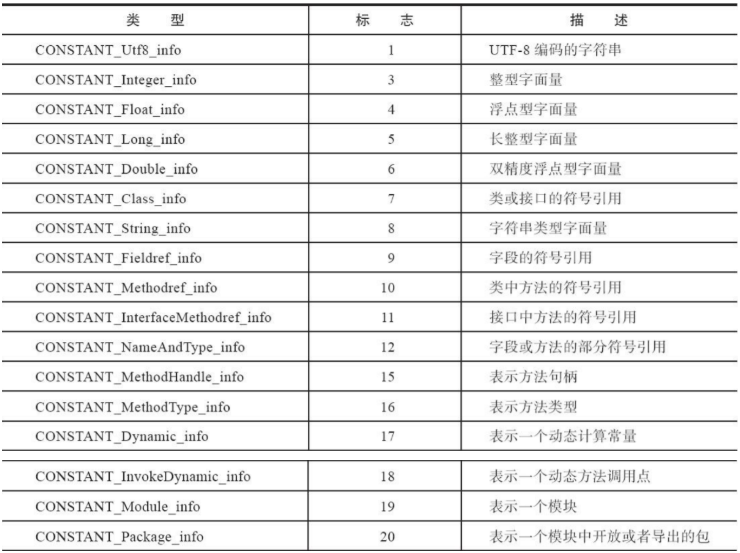 类 型 标 志 描 述
CONSTANT_Utf8_info 1 UTF-8 编码的字符串
CONSTANT_Integer_info 3 整型字面量
CONSTANT_Float_info 4 浮点型字面量
CONSTANT_Long_info 5 长整型字面量
CONSTANT_Double_info 6 双精度浮点型字面量
CONSTANT_Class_info 7 类或接口的符号引用
CONSTANT_String_info 8 字符串类型字面量
CONSTANT_Fieldref_info 9 字段的符号引用
CONSTANT_Methodref_info 10 类中方法的符号引用
CONSTANT_InterfaceMethodref_info 11 接口中方法的符号引用
CONSTANT_NameAndType_info 12 字段或方法的部分符号引用
CONSTANT_MethodHandle_info 15 表示方法句柄
CONSTANT_MethodType_info 16 表示方法类型
CONSTANT_Dynamic_info 17 表示一个动态计算常量
CONSTANT_InvokeDynamic_info 18 表示一个动态方法调用点
CONSTANT_Module_info 19 表示一个模块
CONSTANT_Package_info 20 表示一个模块中开放或者导出的包